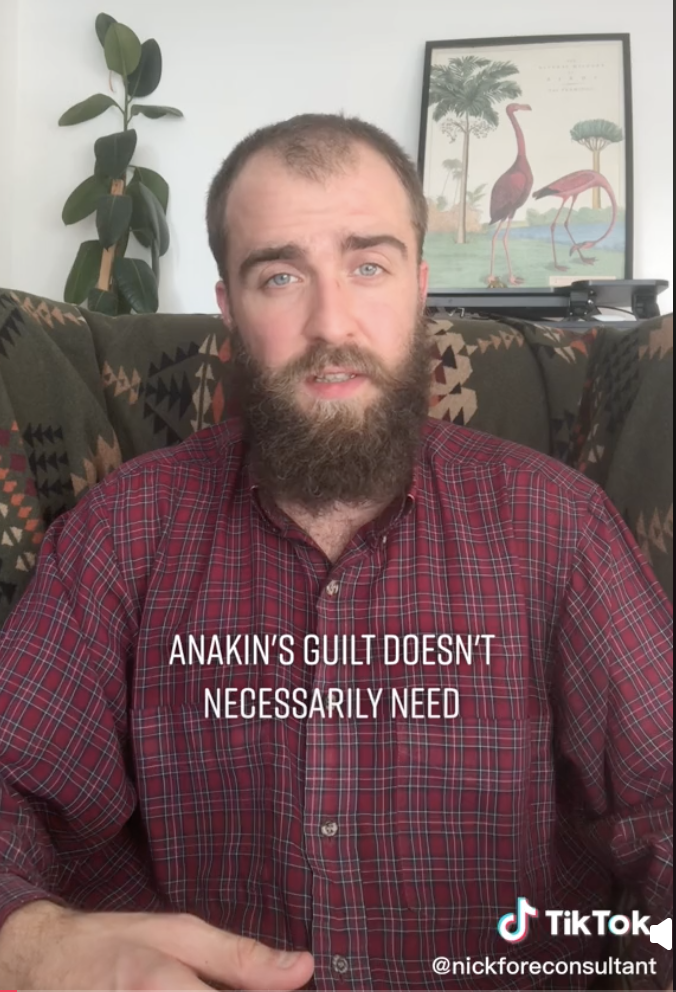 ANAKIN'S GUILT DOESN'T
NECESSARILY NEED
TikTok
@nickforeconsultant